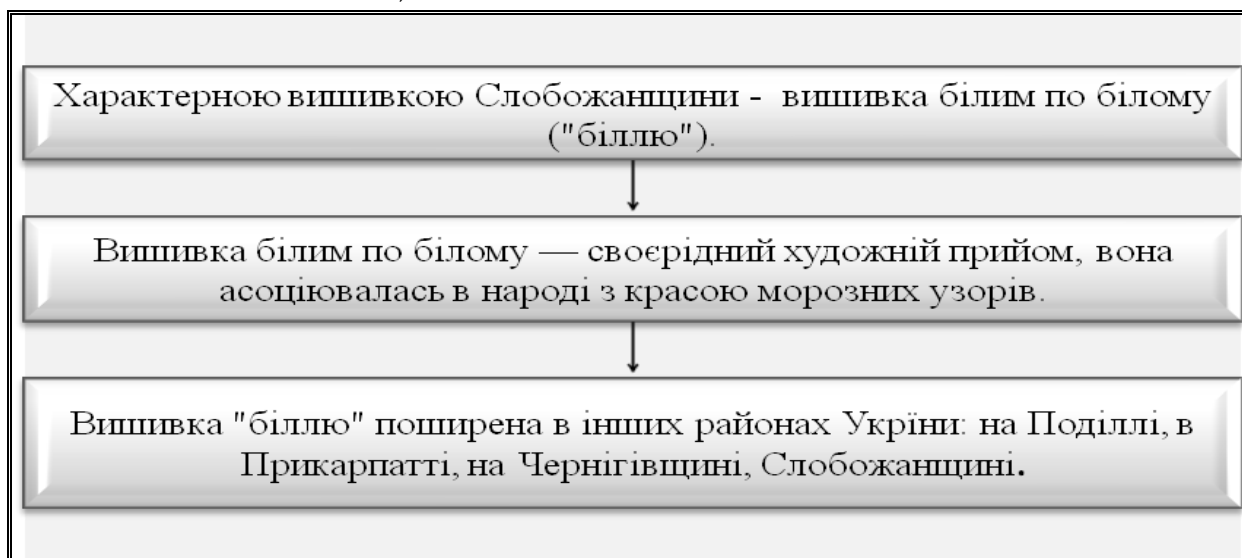 Характерною вишивкою Слобожанщини - вишивка білим по білому
("біллю").
Вишивка білим по білому — своєрідний художній прийом, вона
асоціювалась в народі з красою морозних узорів.
Вишивка "біллю" поширена в інших районах Укрїни: на Поділлі, в
Прикарпатті, на Чернігівщині, Слобожанщині.